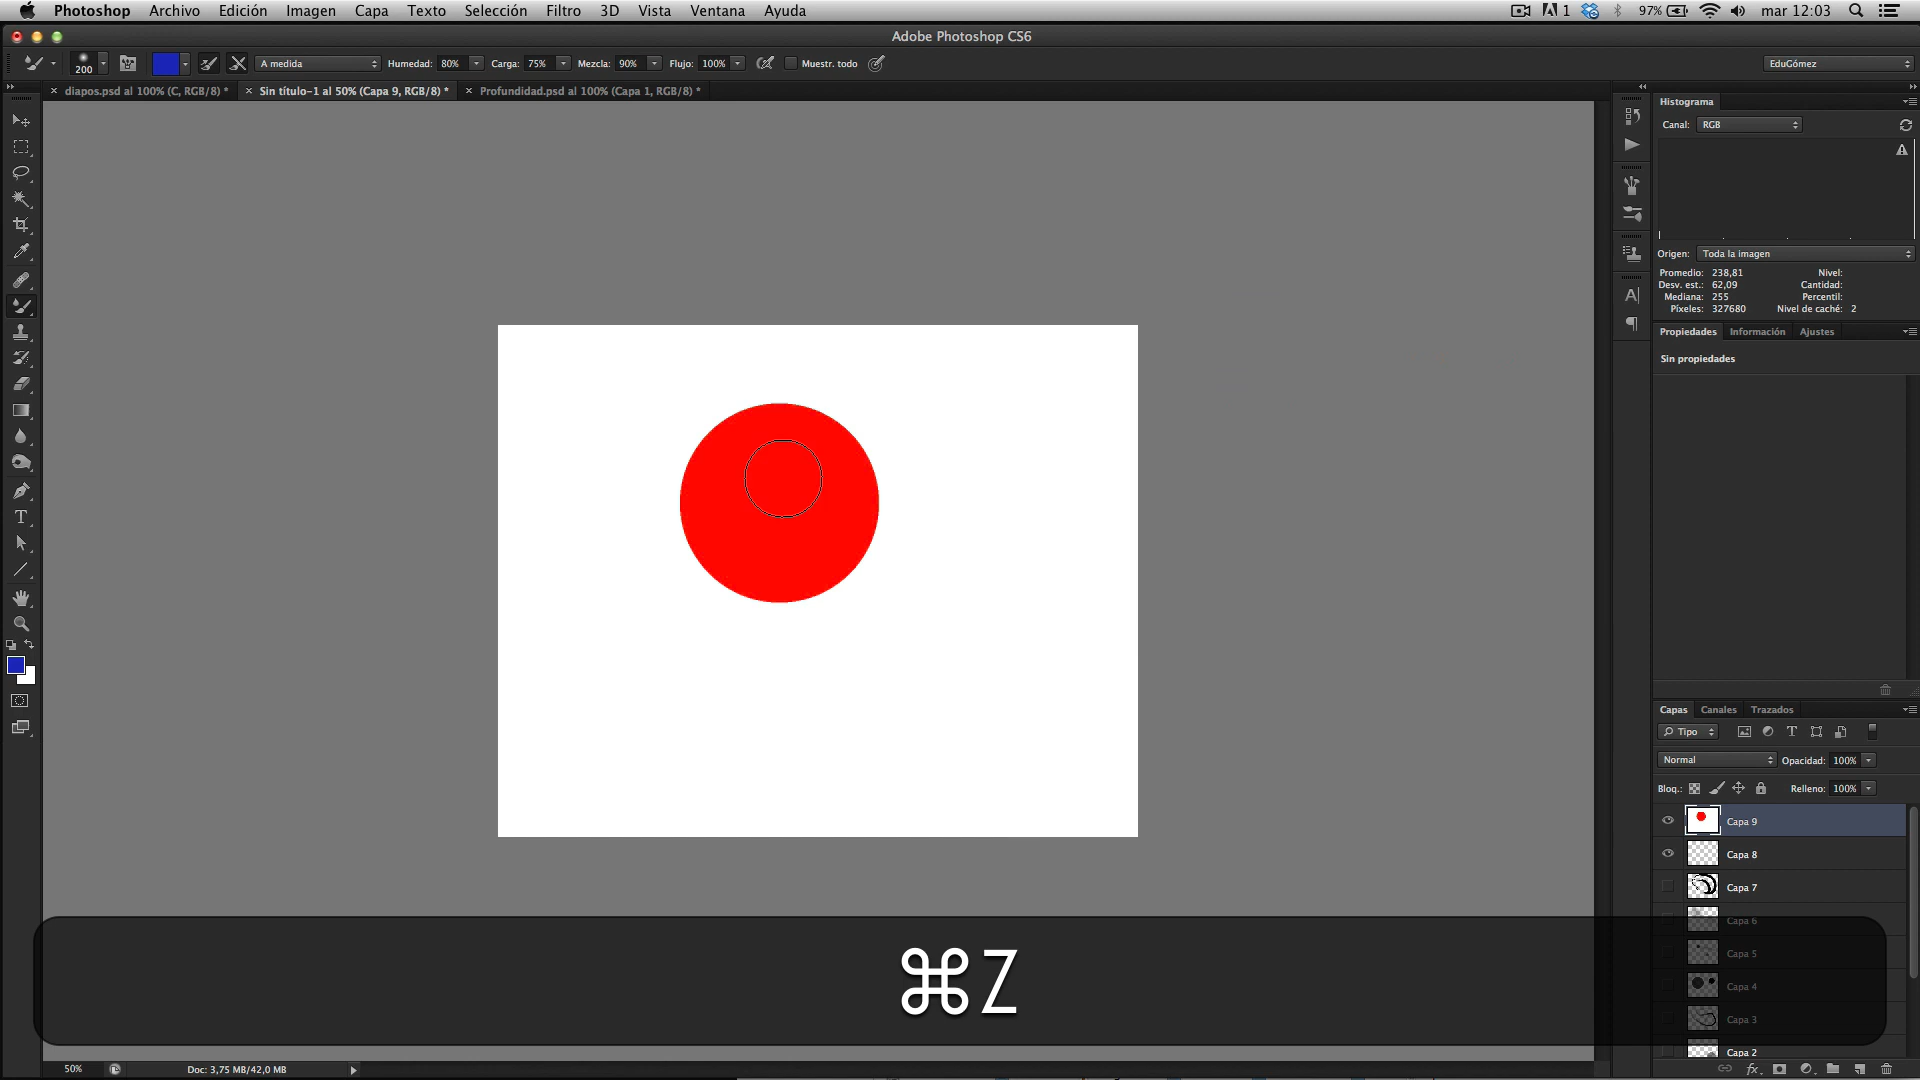 Photoshop Archivo Edición Imagen Capa Texto Selección Filtro 3D Vista Ventana Ayuda 1 97% mar 12:03
Adobe Photoshop CS6
200 A medida Humedad: 80% Carga: 75% Mezcla: 90% Flujo: 100% Muestr. todo EduGómez
diapos.psd al 100% (C, RGB/8) * Sin título-1 al 50% (Capa 9, RGB/8) * Profundidad.psd al 100% (Capa 1, RGB/8) *
Histograma
Canal: RGB
Origen: Toda la imagen
Promedio: 238,81 Nivel:
Desv. est.: 62,09 Cantidad:
Mediana: 255 Percentil:
Píxeles: 327680 Nivel de caché: 2
Propiedades Información Ajustes
Sin propiedades
Capas Canales Trazados
Tipo
Normal Opacidad: 100%
Bloq.: Relleno: 100%
Capa 9
Capa 8
Capa 7
Capa 6
Capa 5
Capa 4
Capa 3
Capa 2
⌘Z
50% Doc: 3,75 MB/42,0 MB
fx